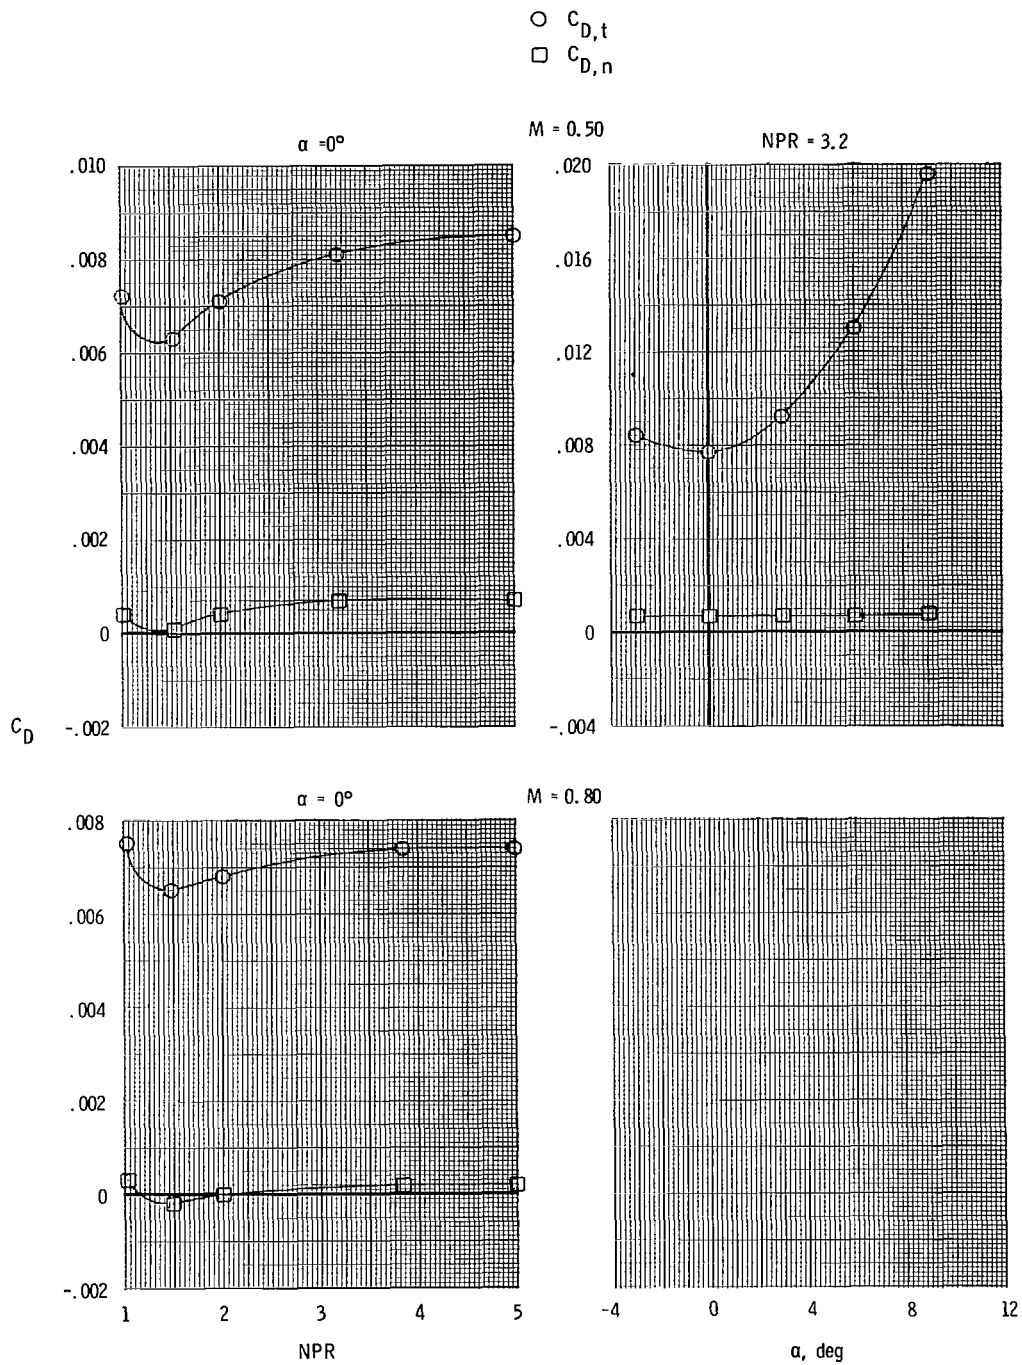 C_D,t
C_D,n
M = 0.50
α =0°
NPR = 3.2
.010
.008
.006
.004
.002
0
-.002
.020
.016
.012
.008
.004
0
-.004
C_D
M = 0.80
α = 0°
.008
.006
.004
.002
0
-.002
1 2 3 4 5
NPR
-4 0 4 8 12
α, deg